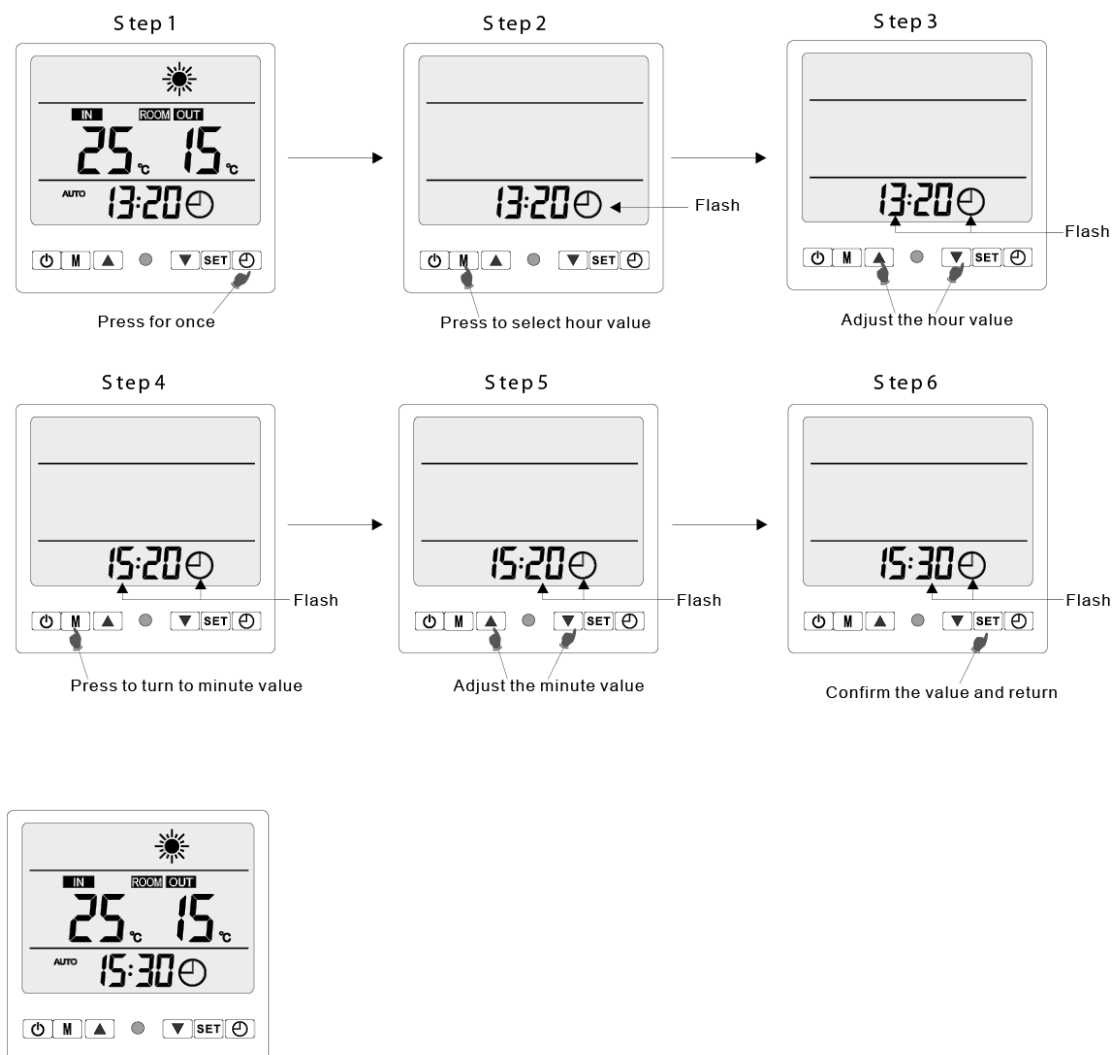 Step 1
Step 2
Step 3
IN ROOM OUT
25 ℃ 15 ℃
AUTO 13:20
13:20
Flash
13:20
Flash
M SET
M SET
M SET
Press for once
Press to select hour value
Adjust the hour value
Step 4
Step 5
Step 6
15:20
15:20
15:30
Flash
Flash
Flash
M SET
M SET
M SET
Press to turn to minute value
Adjust the minute value
Confirm the value and return
IN ROOM OUT
25 ℃ 15 ℃
AUTO 15:30
M SET